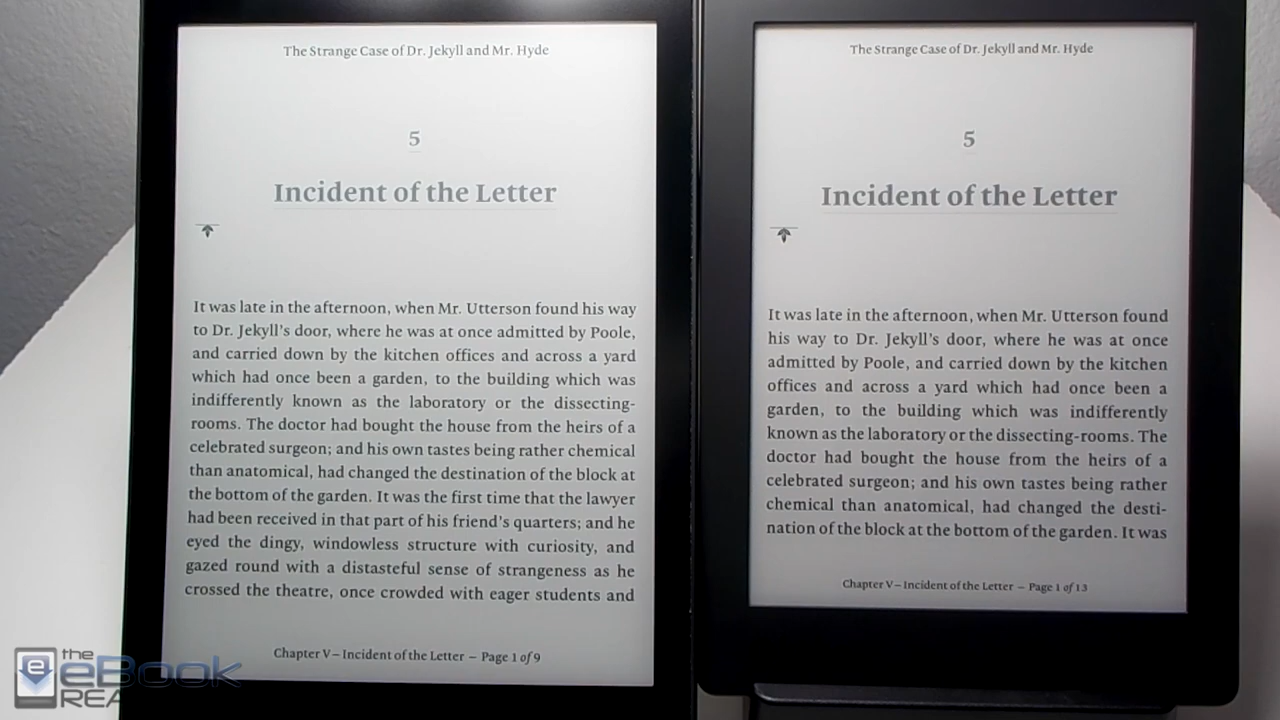 The Strange Case of Dr. Jekyll and Mr. Hyde
5
Incident of the Letter
It was late in the afternoon, when Mr. Utterson found his way
to Dr. Jekyll's door, where he was at once admitted by Poole,
and carried down by the kitchen offices and across a yard
which had once been a garden, to the building which was
indifferently known as the laboratory or the dissecting-
rooms. The doctor had bought the house from the heirs of a
celebrated surgeon; and his own tastes being rather chemical
than anatomical, had changed the destination of the block at
the bottom of the garden. It was the first time that the lawyer
had been received in that part of his friend's quarters; and he
eyed the dingy, windowless structure with curiosity, and
gazed round with a distasteful sense of strangeness as he
crossed the theatre, once crowded with eager students and
Chapter V – Incident of the Letter – Page 1 of 9
The Strange Case of Dr. Jekyll and Mr. Hyde
5
Incident of the Letter
It was late in the afternoon, when Mr. Utterson found
his way to Dr. Jekyll's door, where he was at once
admitted by Poole, and carried down by the kitchen
offices and across a yard which had once been a
garden, to the building which was indifferently
known as the laboratory or the dissecting-rooms. The
doctor had bought the house from the heirs of a
celebrated surgeon; and his own tastes being rather
chemical than anatomical, had changed the desti-
nation of the block at the bottom of the garden. It was
Chapter V – Incident of the Letter – Page 1 of 13
the
eBook
REA